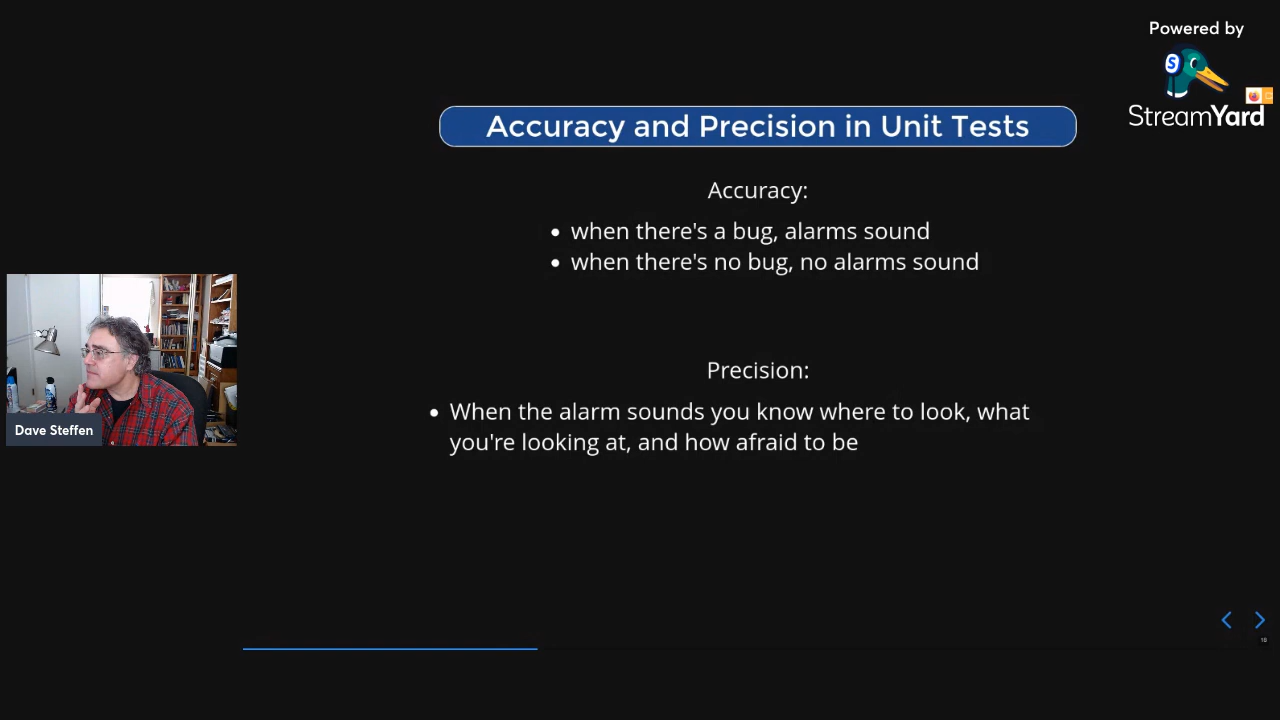 Powered by
S
StreamYard
Accuracy and Precision in Unit Tests
Accuracy:
• when there's a bug, alarms sound
• when there's no bug, no alarms sound
Precision:
• When the alarm sounds you know where to look, what
you're looking at, and how afraid to be
Dave Steffen